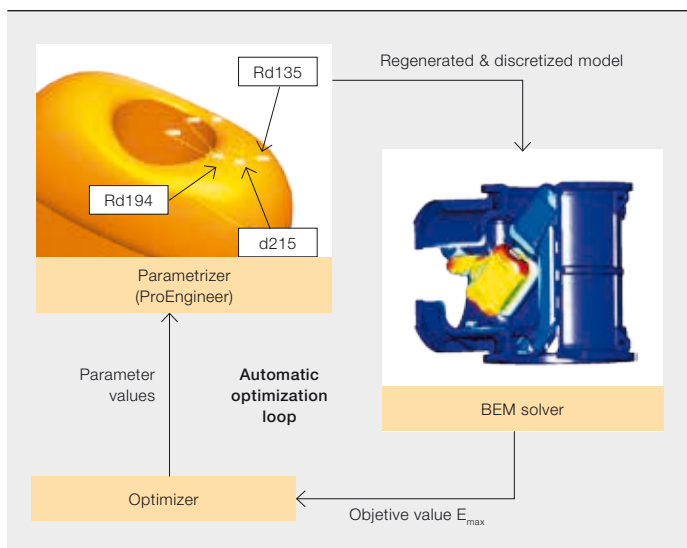 Rd135
Regenerated & discretized model
Rd194
d215
Parametrizer
(ProEngineer)
Parameter
values
Automatic
optimization
loop
BEM solver
Optimizer
Objetive value Emax